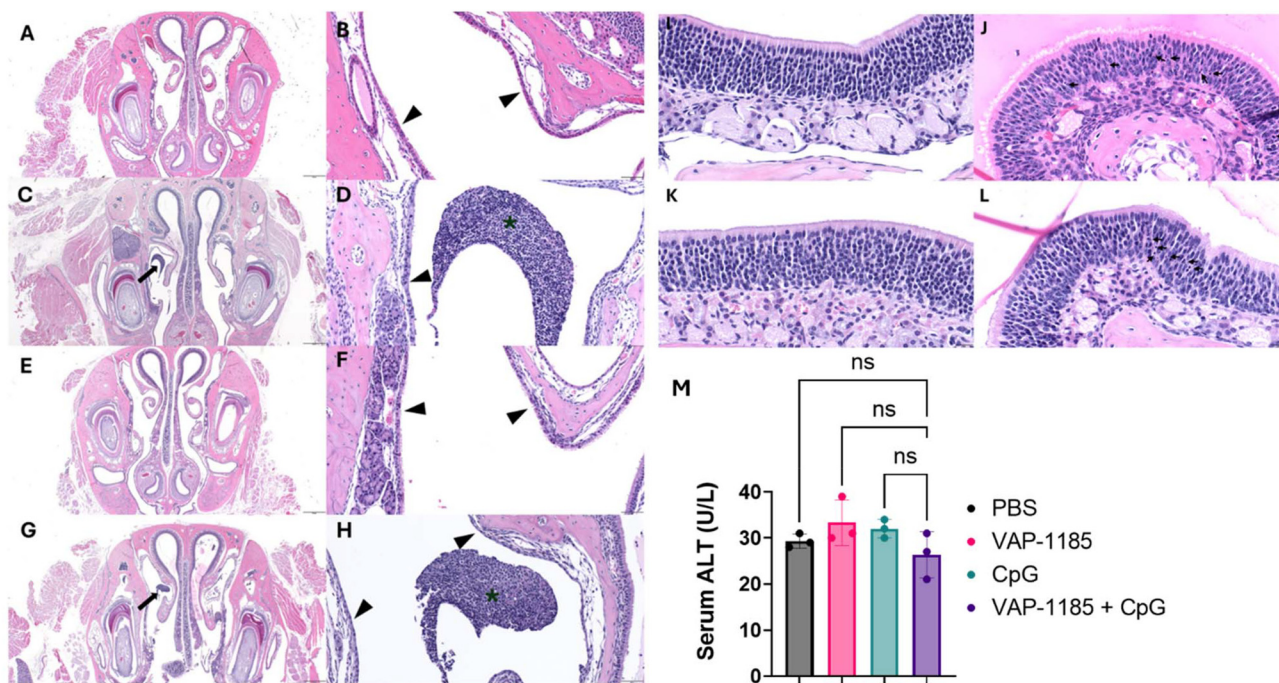 A
B
C
D
E
F
G
H
I
J
K
L
M
ns
ns
ns
Serum ALT (U/L)
40
30
20
10
0
PBS
VAP-1185
CpG
VAP-1185 + CpG